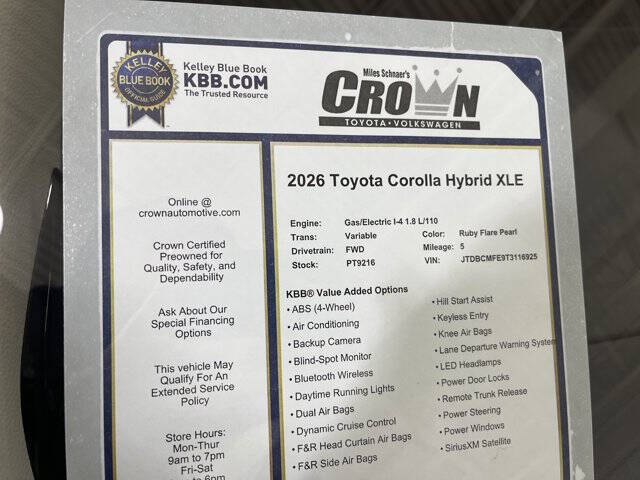 KELLEY
BLUE BOOK
OFFICIAL GUIDE
Kelley Blue Book
KBB.COM
The Trusted Resource
Miles Schnaer's
CROWN
TOYOTA • VOLKSWAGEN
Online @
crownautomotive.com
Crown Certified
Preowned for
Quality, Safety, and
Dependability
Ask About Our
Special Financing
Options
This vehicle May
Qualify For An
Extended Service
Policy
Store Hours:
Mon-Thur
9am to 7pm
Fri-Sat
to 6pm
2026 Toyota Corolla Hybrid XLE
Engine: Gas/Electric I-4 1.8 L/110
Trans: Variable Color: Ruby Flare Pearl
Drivetrain: FWD Mileage: 5
Stock: PT9216 VIN: JTDBCMFE9T3116925
KBB® Value Added Options
• ABS (4-Wheel)
• Air Conditioning
• Backup Camera
• Blind-Spot Monitor
• Bluetooth Wireless
• Daytime Running Lights
• Dual Air Bags
• Dynamic Cruise Control
• F&R Head Curtain Air Bags
• F&R Side Air Bags
• Hill Start Assist
• Keyless Entry
• Knee Air Bags
• Lane Departure Warning System
• LED Headlamps
• Power Door Locks
• Remote Trunk Release
• Power Steering
• Power Windows
• SiriusXM Satellite